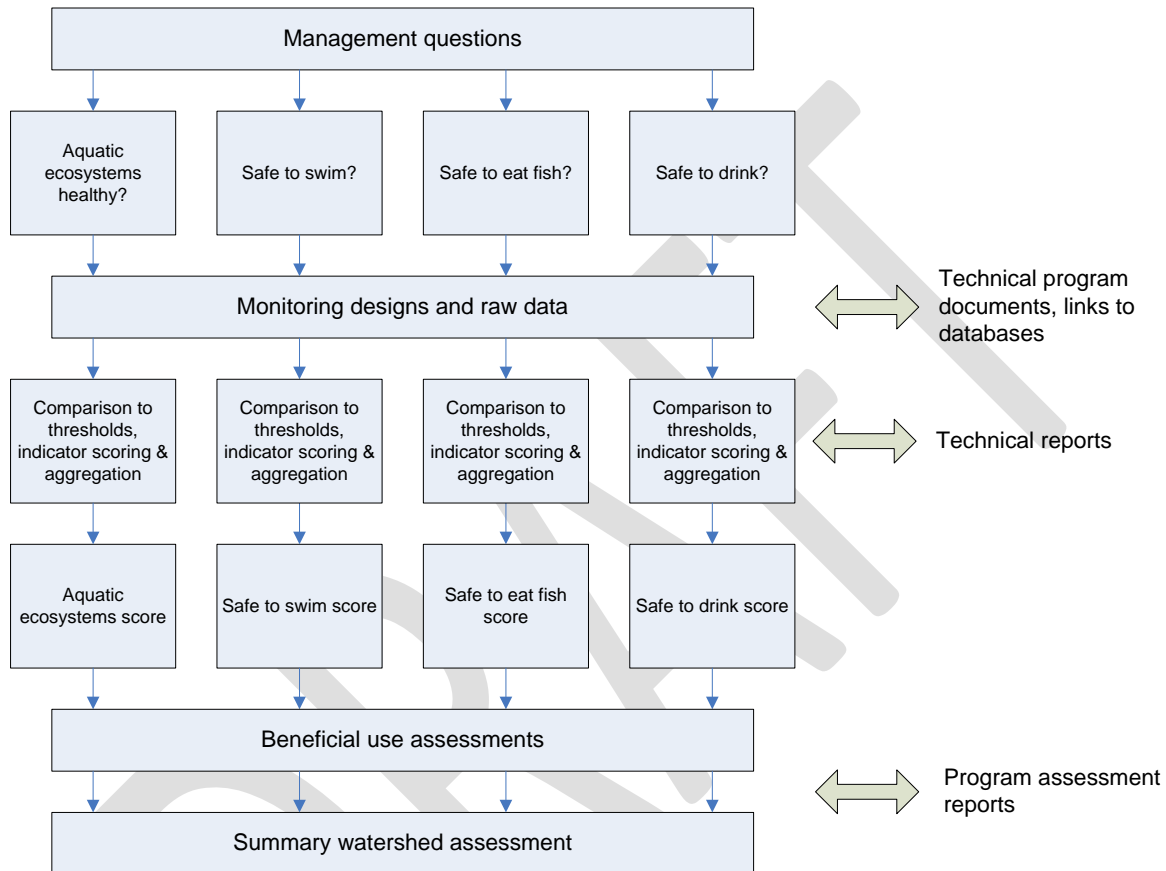 Management questions
Aquatic
ecosystems
healthy?
Safe to swim?
Safe to eat fish?
Safe to drink?
Monitoring designs and raw data
Technical program
documents, links to
databases
Comparison to
thresholds,
indicator scoring &
aggregation
Comparison to
thresholds,
indicator scoring &
aggregation
Comparison to
thresholds,
indicator scoring &
aggregation
Comparison to
thresholds,
indicator scoring &
aggregation
Technical reports
Aquatic
ecosystems score
Safe to swim score
Safe to eat fish
score
Safe to drink score
Beneficial use assessments
Program assessment
reports
Summary watershed assessment
DRAFT